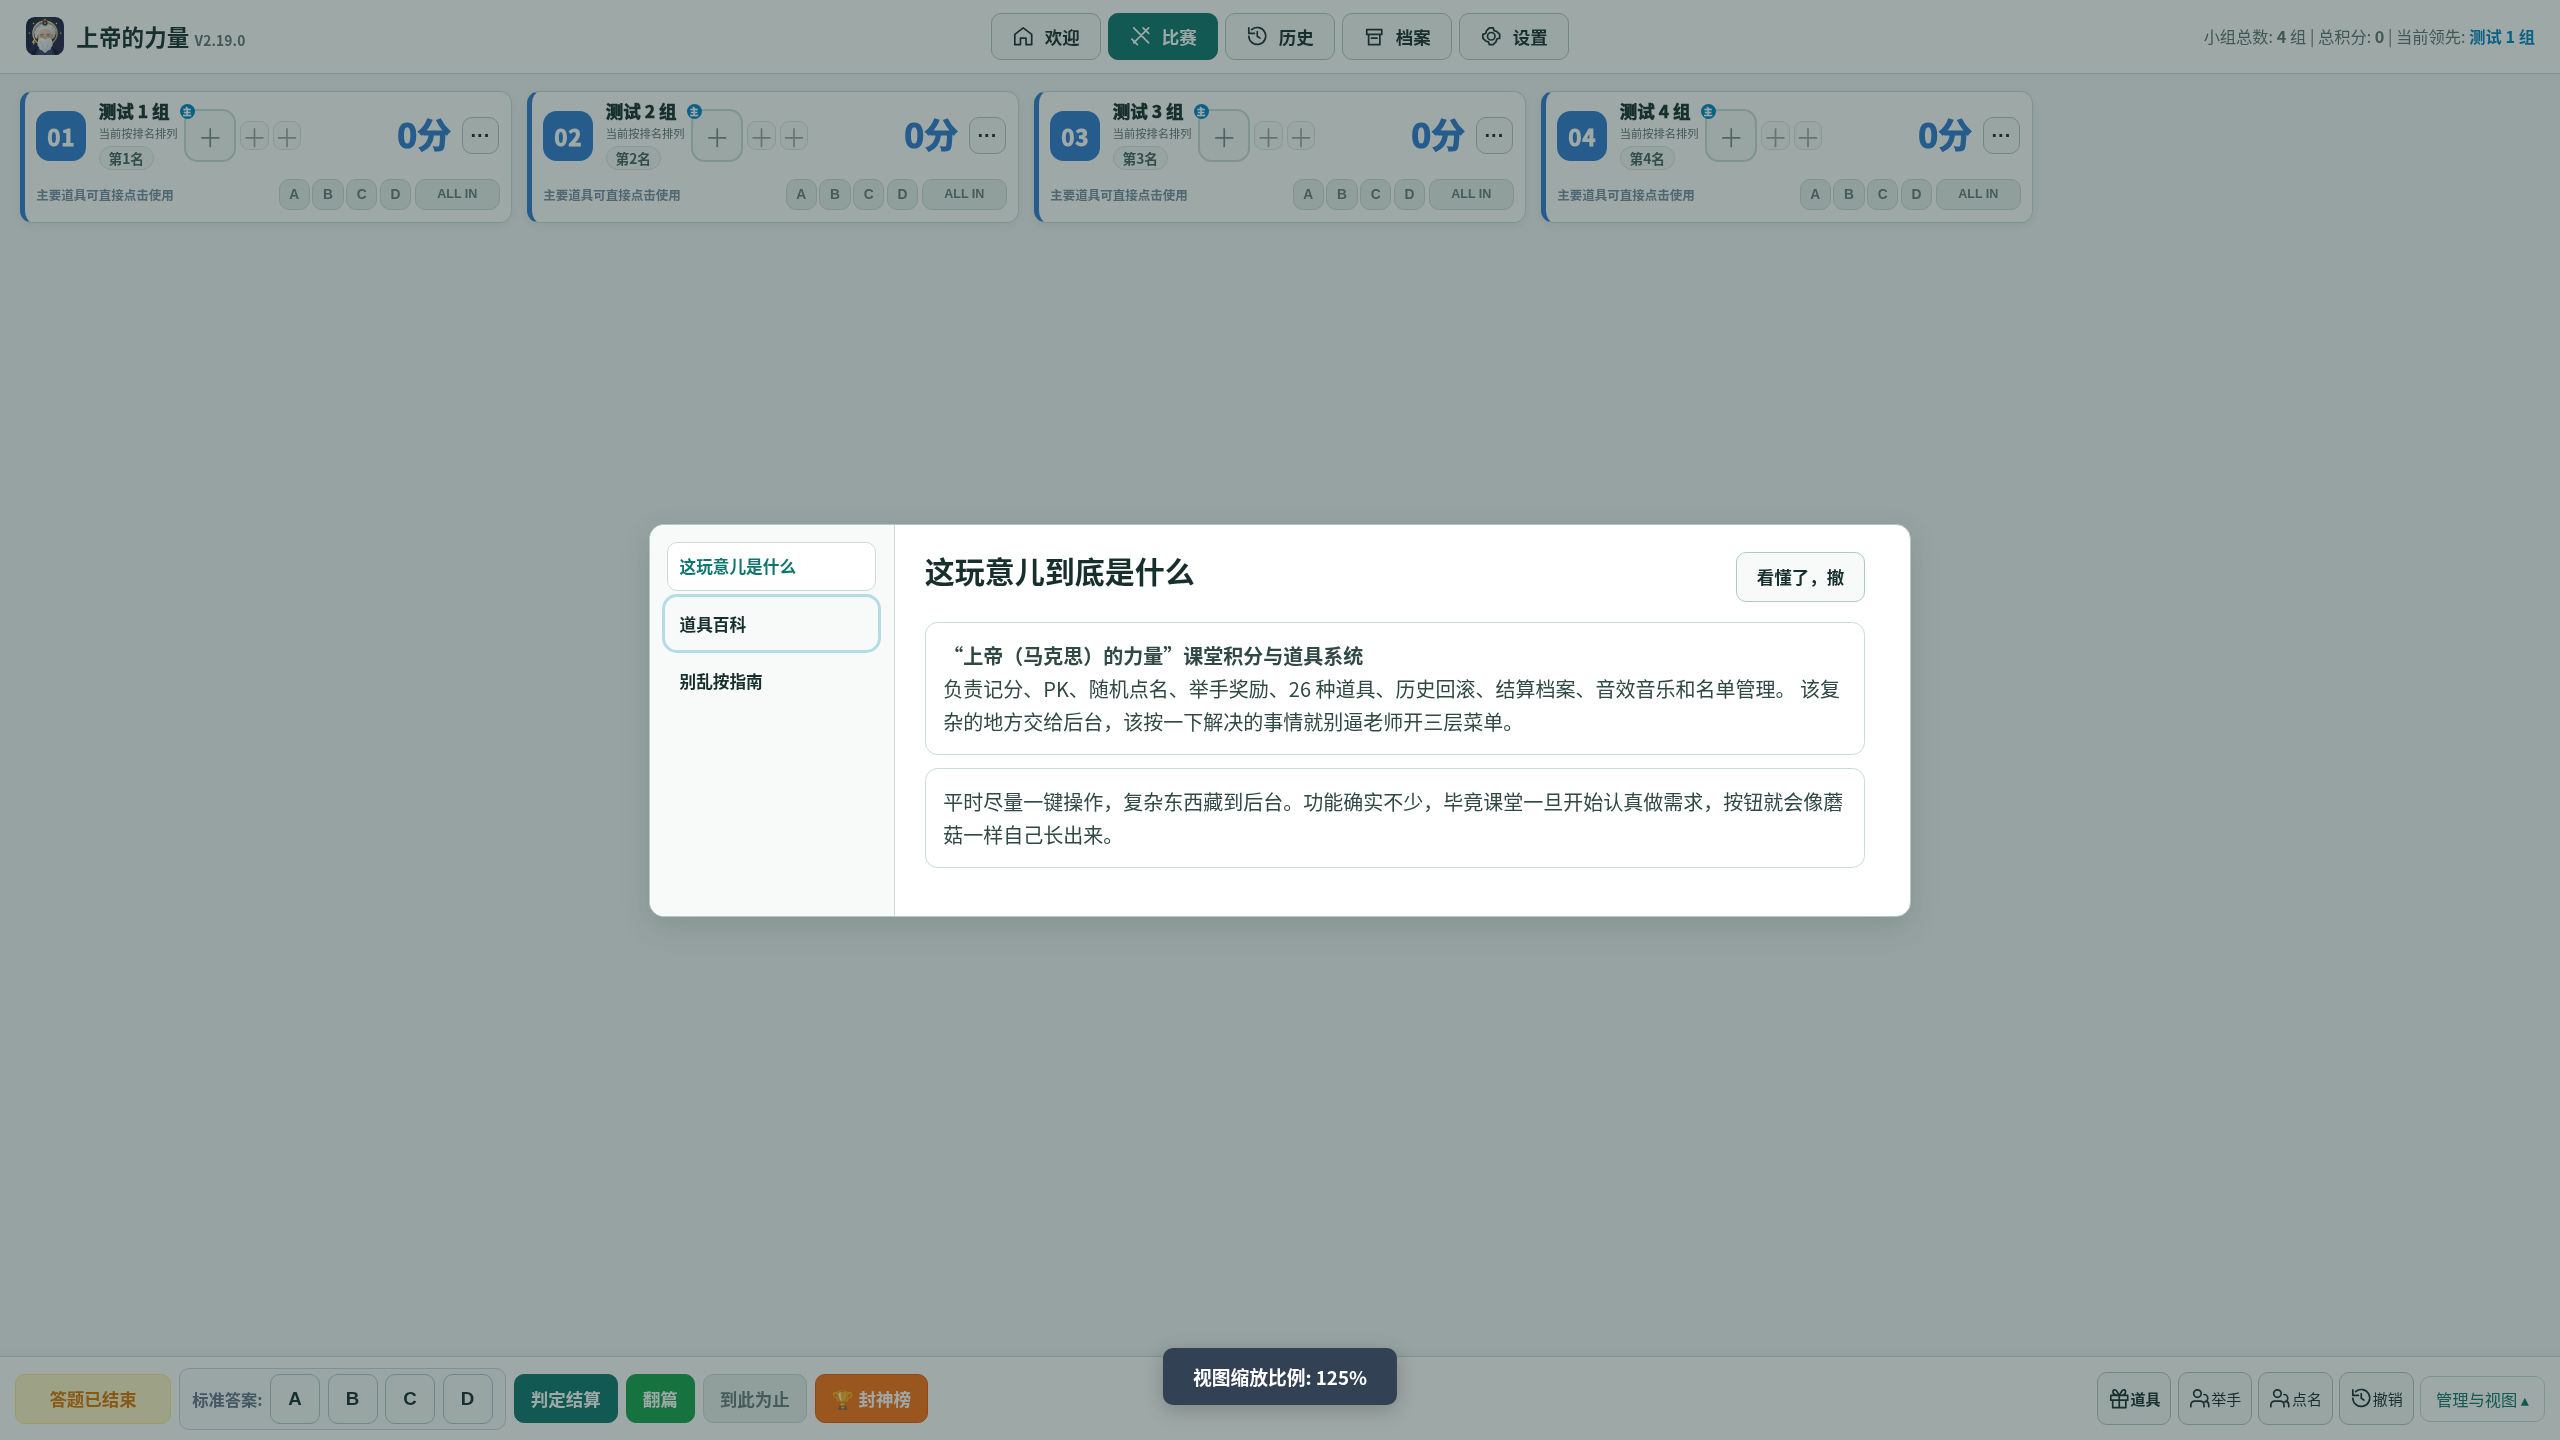 上帝的力量 V2.19.0
欢迎
比赛
历史
档案
设置
小组总数: 4 组 | 总积分: 0 | 当前领先: 测试 1 组
01
测试 1 组
主
当前按排名排列
第1名
0分
...
主要道具可直接点击使用
A
B
C
D
ALL IN
02
测试 2 组
主
当前按排名排列
第2名
0分
...
主要道具可直接点击使用
A
B
C
D
ALL IN
03
测试 3 组
主
当前按排名排列
第3名
0分
...
主要道具可直接点击使用
A
B
C
D
ALL IN
04
测试 4 组
主
当前按排名排列
第4名
0分
...
主要道具可直接点击使用
A
B
C
D
ALL IN
这玩意儿是什么
道具百科
别乱按指南
这玩意儿到底是什么
看懂了，撤
“上帝（马克思）的力量”课堂积分与道具系统
负责记分、PK、随机点名、举手奖励、26 种道具、历史回滚、结算档案、音效音乐和名单管理。 该复
杂的地方交给后台，该按一下解决的事情就别逼老师开三层菜单。
平时尽量一键操作，复杂东西藏到后台。功能确实不少，毕竟课堂一旦开始认真做需求，按钮就会像蘑
菇一样自己长出来。
视图缩放比例: 125%
答题已结束
标准答案:
A
B
C
D
判定结算
翻篇
到此为止
🏆 封神榜
道具
举手
点名
撤销
管理与视图 ▴